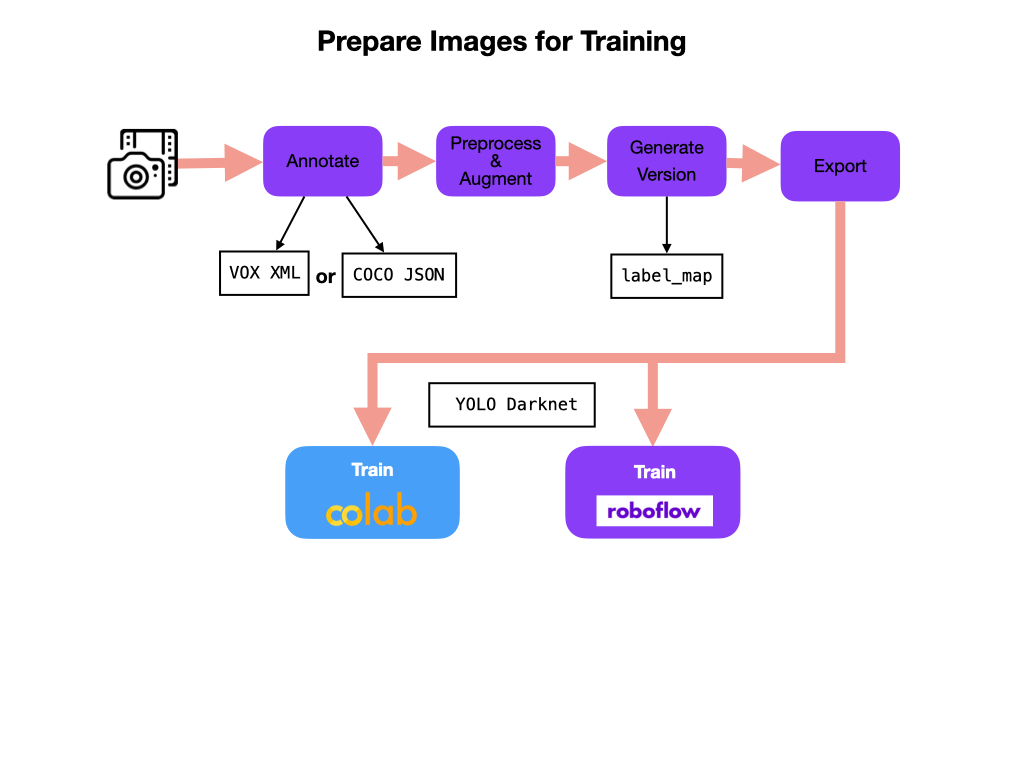 Prepare Images for Training
Annotate
Preprocess
&
Augment
Generate
Version
Export
VOX XML
or
COCO JSON
label_map
YOLO Darknet
Train
colab
Train
roboflow